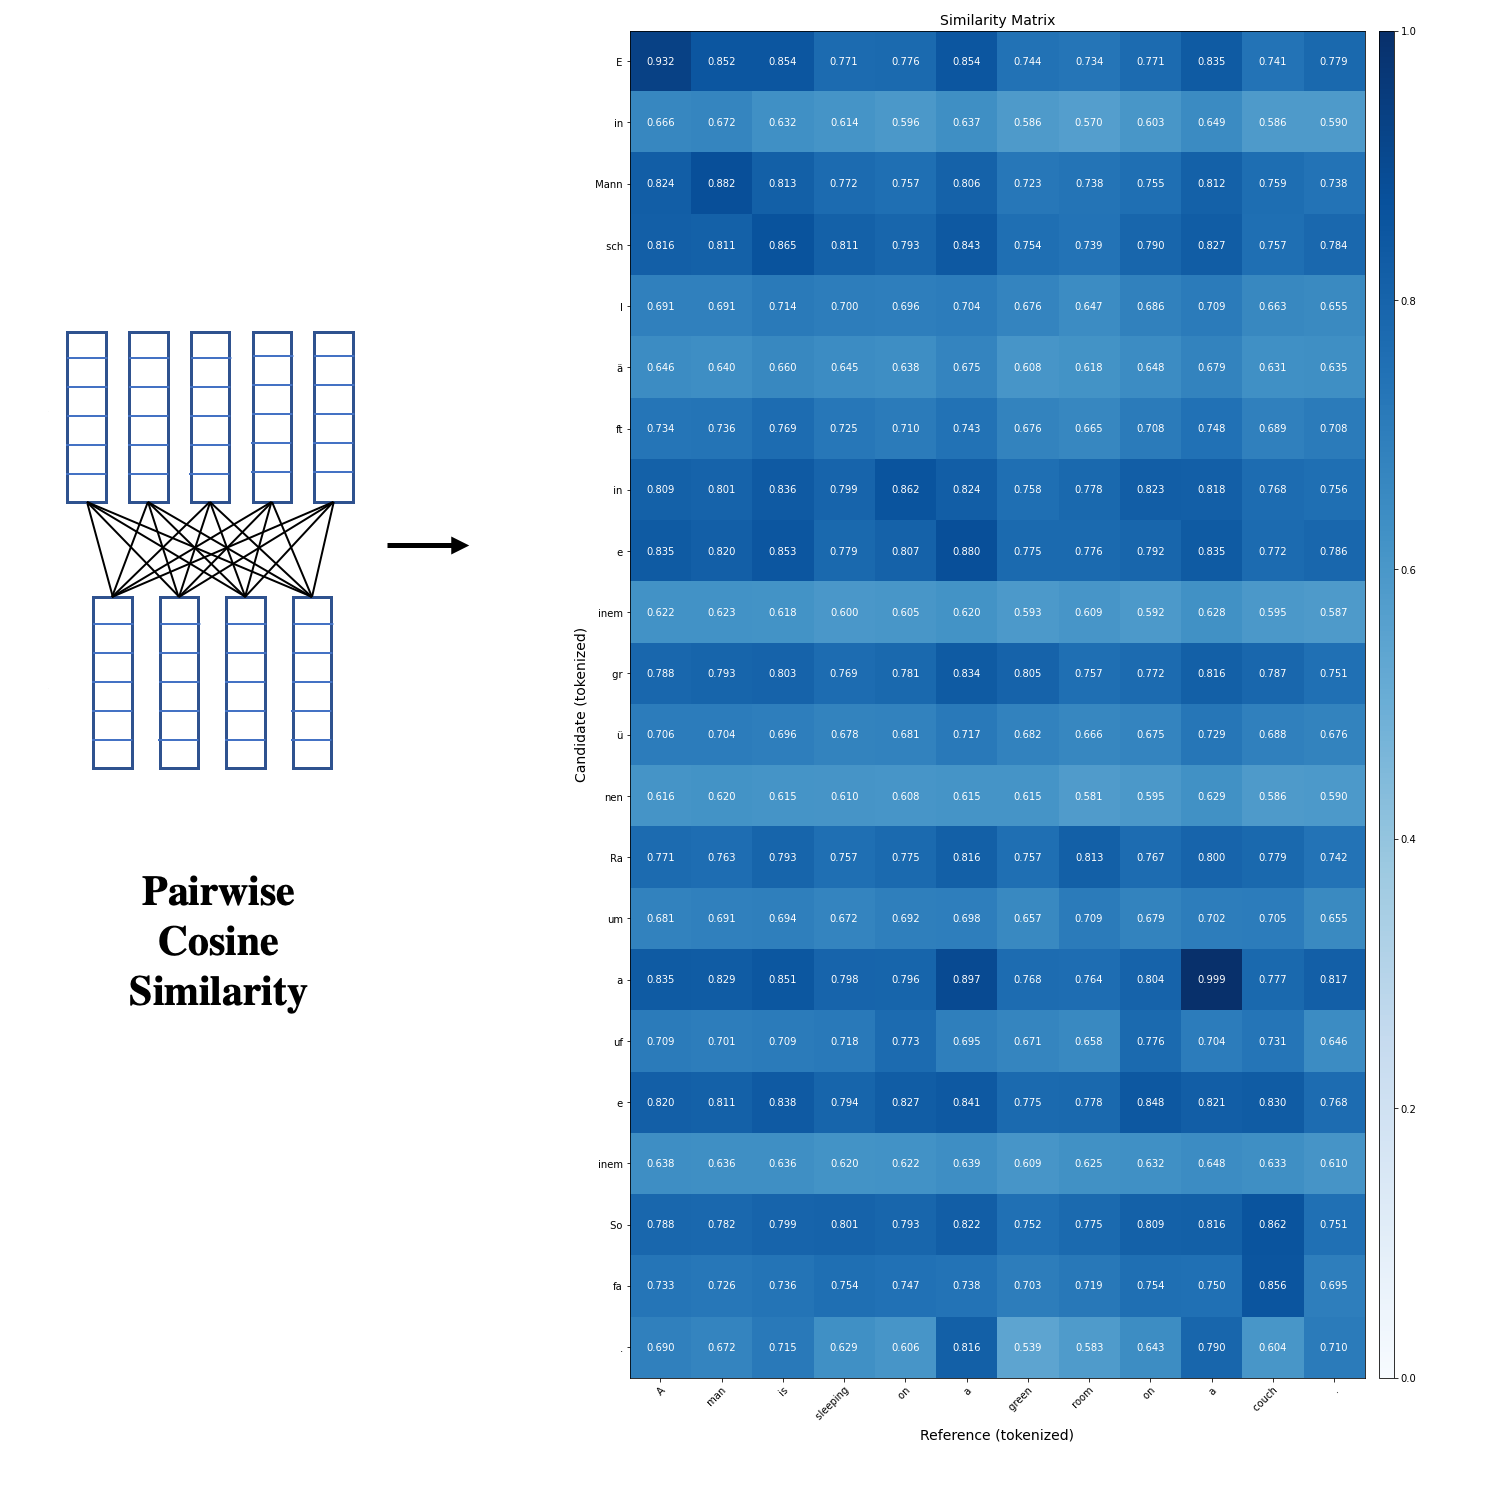 Similarity Matrix
E 0.932 0.852 0.854 0.771 0.776 0.854 0.744 0.734 0.771 0.835 0.741 0.779
in 0.666 0.672 0.632 0.614 0.596 0.637 0.586 0.570 0.603 0.649 0.586 0.590
Mann 0.824 0.882 0.813 0.772 0.757 0.806 0.723 0.738 0.755 0.812 0.759 0.738
sch 0.816 0.811 0.865 0.811 0.793 0.843 0.754 0.739 0.790 0.827 0.757 0.784
l 0.691 0.691 0.714 0.700 0.696 0.704 0.676 0.647 0.686 0.709 0.663 0.655
ä 0.646 0.640 0.660 0.645 0.638 0.675 0.608 0.618 0.648 0.679 0.631 0.635
ft 0.734 0.736 0.769 0.725 0.710 0.743 0.676 0.665 0.708 0.748 0.689 0.708
in 0.809 0.801 0.836 0.799 0.862 0.824 0.758 0.778 0.823 0.818 0.768 0.756
e 0.835 0.820 0.853 0.779 0.807 0.880 0.775 0.776 0.792 0.835 0.772 0.786
inem 0.622 0.623 0.618 0.600 0.605 0.620 0.593 0.609 0.592 0.628 0.595 0.587
gr 0.788 0.793 0.803 0.769 0.781 0.834 0.805 0.757 0.772 0.816 0.787 0.751
ü 0.706 0.704 0.696 0.678 0.681 0.717 0.682 0.666 0.675 0.729 0.688 0.676
nen 0.616 0.620 0.615 0.610 0.608 0.615 0.615 0.581 0.595 0.629 0.586 0.590
Ra 0.771 0.763 0.793 0.757 0.775 0.816 0.757 0.813 0.767 0.800 0.779 0.742
um 0.681 0.691 0.694 0.672 0.692 0.698 0.657 0.709 0.679 0.702 0.705 0.655
a 0.835 0.829 0.851 0.798 0.796 0.897 0.768 0.764 0.804 0.999 0.777 0.817
uf 0.709 0.701 0.709 0.718 0.773 0.695 0.671 0.658 0.776 0.704 0.731 0.646
e 0.820 0.811 0.838 0.794 0.827 0.841 0.775 0.778 0.848 0.821 0.830 0.768
inem 0.638 0.636 0.636 0.620 0.622 0.639 0.609 0.625 0.632 0.648 0.633 0.610
So 0.788 0.782 0.799 0.801 0.793 0.822 0.752 0.775 0.809 0.816 0.862 0.751
fa 0.733 0.726 0.736 0.754 0.747 0.738 0.703 0.719 0.754 0.750 0.856 0.695
. 0.690 0.672 0.715 0.629 0.606 0.816 0.539 0.583 0.643 0.790 0.604 0.710
A man is sleeping on a green room on a couch .
Reference (tokenized)
Candidate (tokenized)
1.0
0.8
0.6
0.4
0.2
0.0
Pairwise
Cosine
Similarity